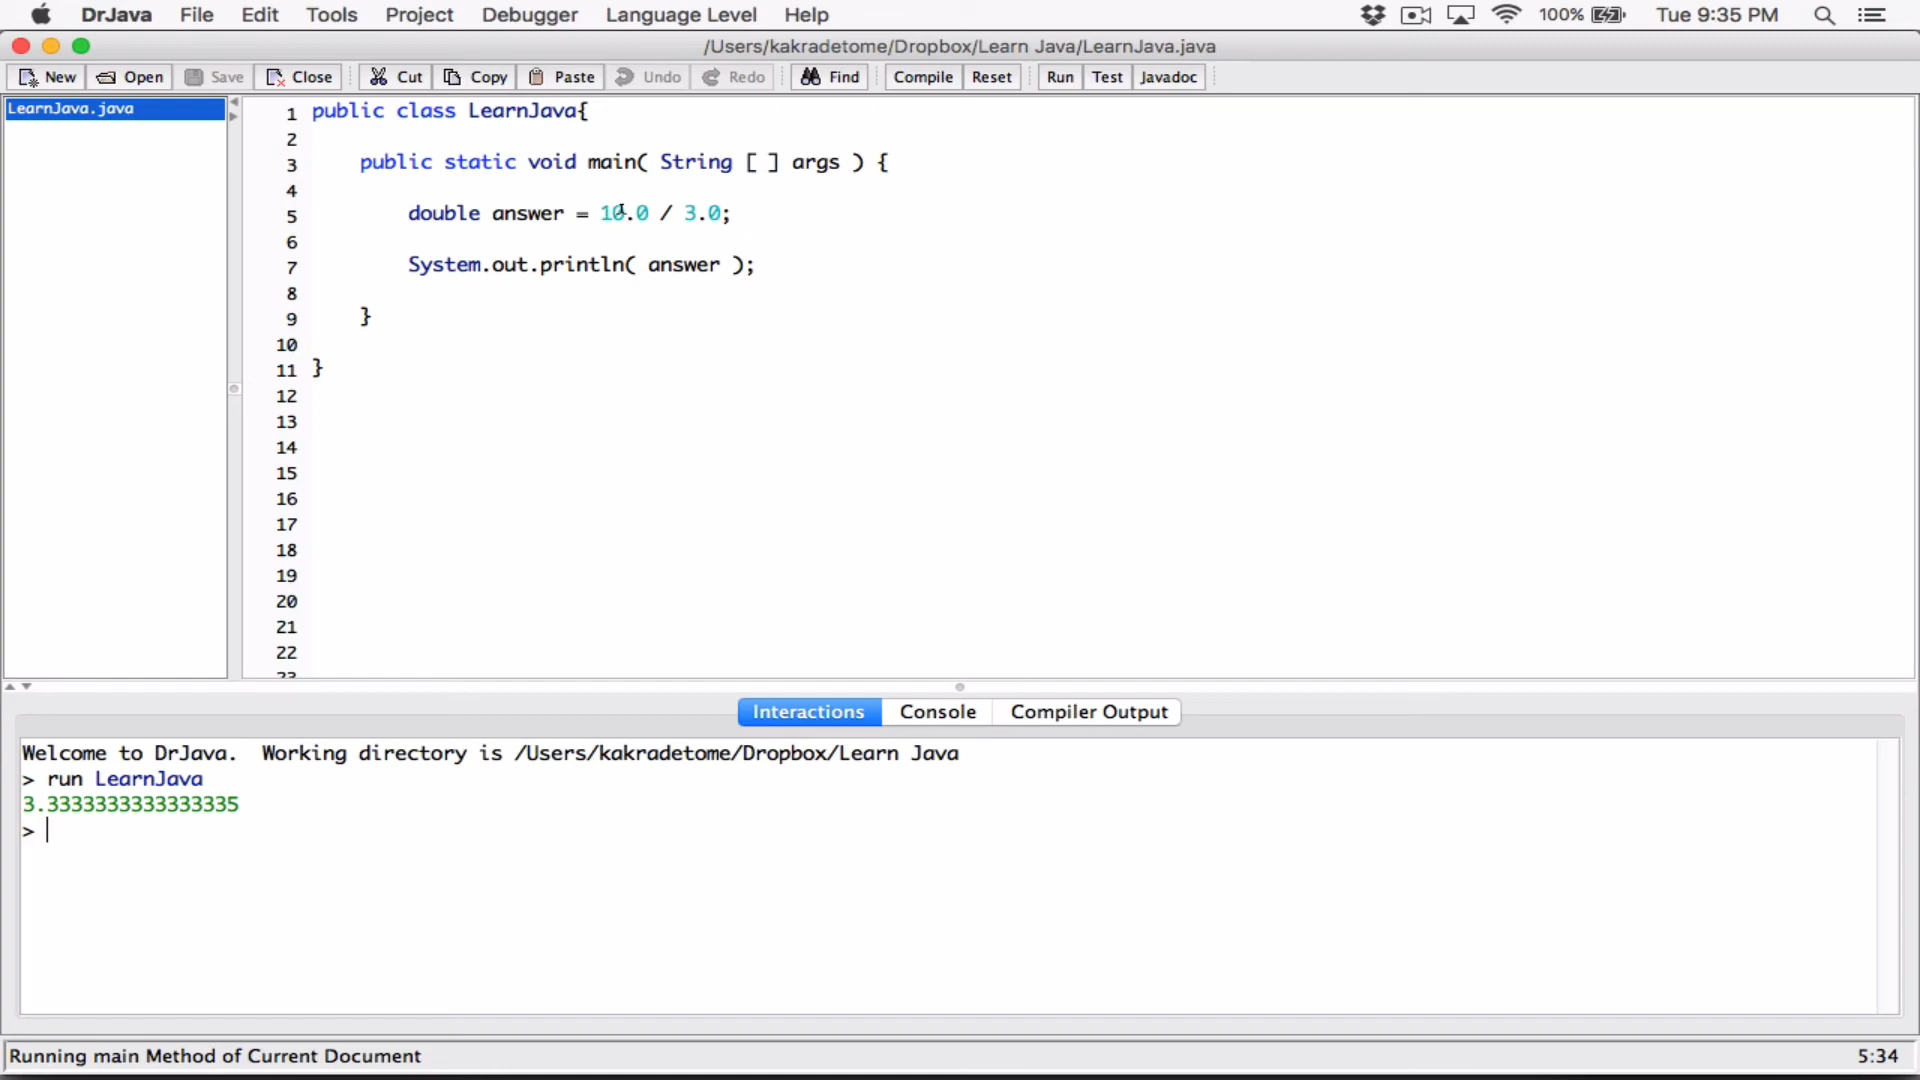 DrJava File Edit Tools Project Debugger Language Level Help 100% Tue 9:35 PM
/Users/kakradetome/Dropbox/Learn Java/LearnJava.java
New Open Save Close Cut Copy Paste Undo Redo Find Compile Reset Run Test Javadoc
LearnJava.java
1 public class LearnJava{
2
3 public static void main( String [ ] args ) {
4
5 double answer = 10.0 / 3.0;
6
7 System.out.println( answer );
8
9 }
10
11 }
12
13
14
15
16
17
18
19
20
21
22
23
Interactions Console Compiler Output
Welcome to DrJava. Working directory is /Users/kakradetome/Dropbox/Learn Java
> run LearnJava
3.3333333333333335
>
Running main Method of Current Document 5:34